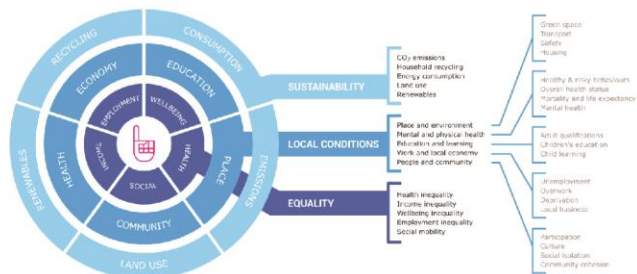 RECYCLING
CONSUMPTION
ECONOMY
EDUCATION
EMPLOYMENT
WELLBEING
INCOME
HEALTH
SOCIAL
HEALTH
PLACE
COMMUNITY
RENEWABLES
EMISSIONS
LAND USE
SUSTAINABILITY
CO₂ emissions
Household recycling
Energy consumption
Land use
Renewables
LOCAL CONDITIONS
Place and environment
Mental and physical health
Education and learning
Work and local economy
People and community
EQUALITY
Health inequality
Income inequality
Wellbeing inequality
Employment inequality
Social mobility
Green space
Transport
Safety
Housing
Healthy & risky behaviours
Overall health status
Mortality and life expectancy
Mental health
Adult qualifications
Children's education
Child learning
Unemployment
Overwork
Deprivation
Local business
Participation
Culture
Social isolation
Community cohesion